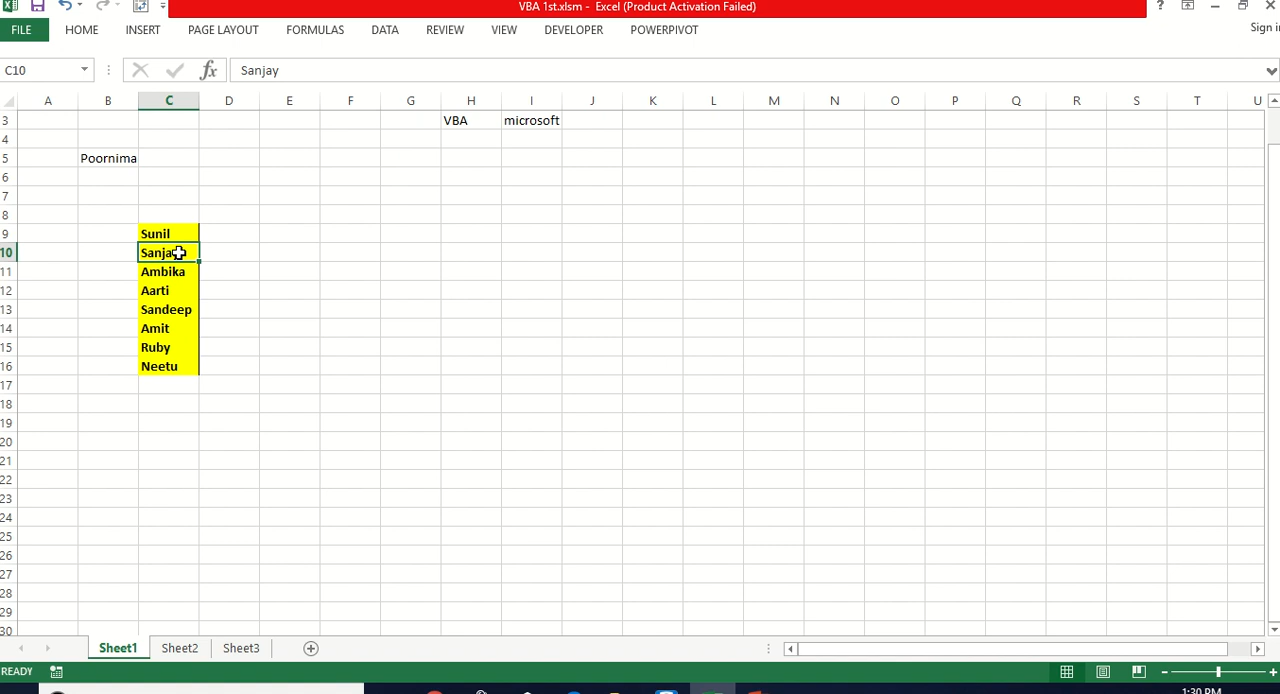 VBA 1st.xlsm - Excel (Product Activation Failed)
?
FILE HOME INSERT PAGE LAYOUT FORMULAS DATA REVIEW VIEW DEVELOPER POWERPIVOT Sign in
C10 fx Sanjay
A B C D E F G H I J K L M N O P Q R S T U
3 VBA microsoft
4
5 Poornima
6
7
8
9 Sunil
10
11 Ambika
12 Aarti
13 Sandeep
14 Amit
15 Ruby
16 Neetu
17
18
19
20
21
22
23
24
25
26
27
28
29
30
Sheet1 Sheet2 Sheet3
READY
1:30 PM